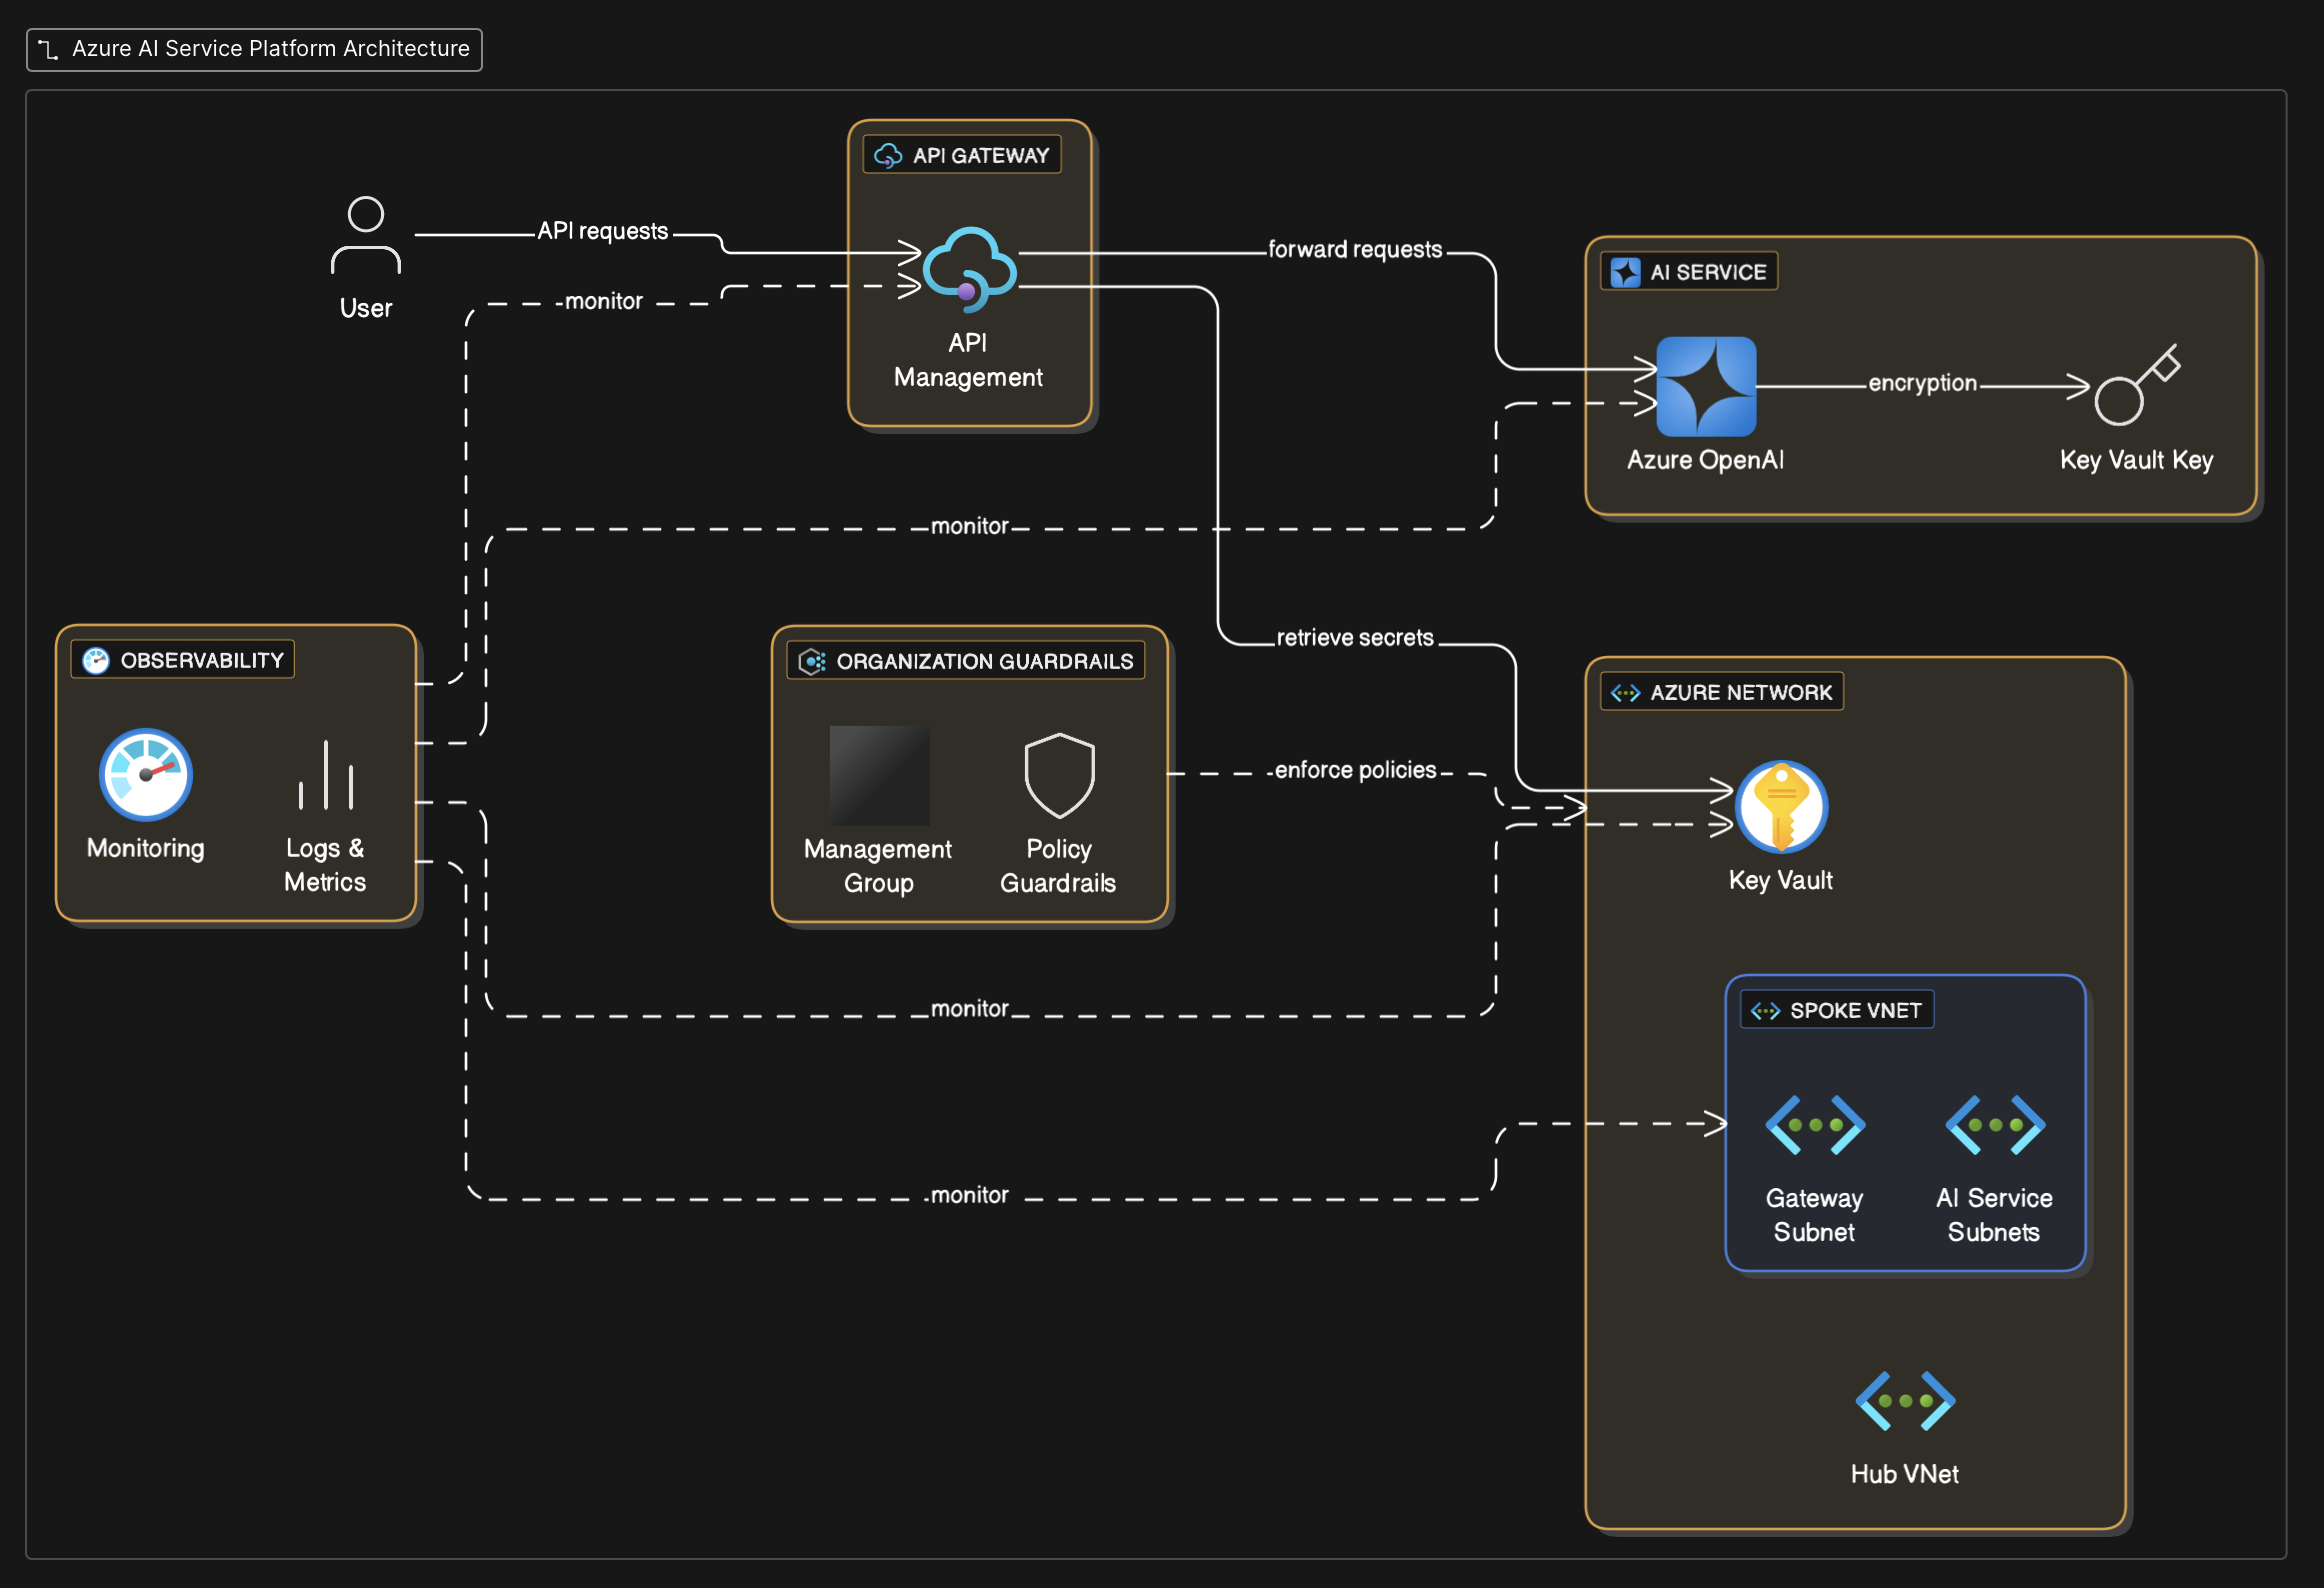 Azure AI Service Platform Architecture
API GATEWAY
API requests
User
monitor
API
Management
forward requests
AI SERVICE
Azure OpenAI
encryption
Key Vault Key
monitor
OBSERVABILITY
Monitoring
Logs &
Metrics
ORGANIZATION GUARDRAILS
Management
Group
Policy
Guardrails
retrieve secrets
enforce policies
AZURE NETWORK
Key Vault
monitor
SPOKE VNET
Gateway
Subnet
AI Service
Subnets
monitor
Hub VNet